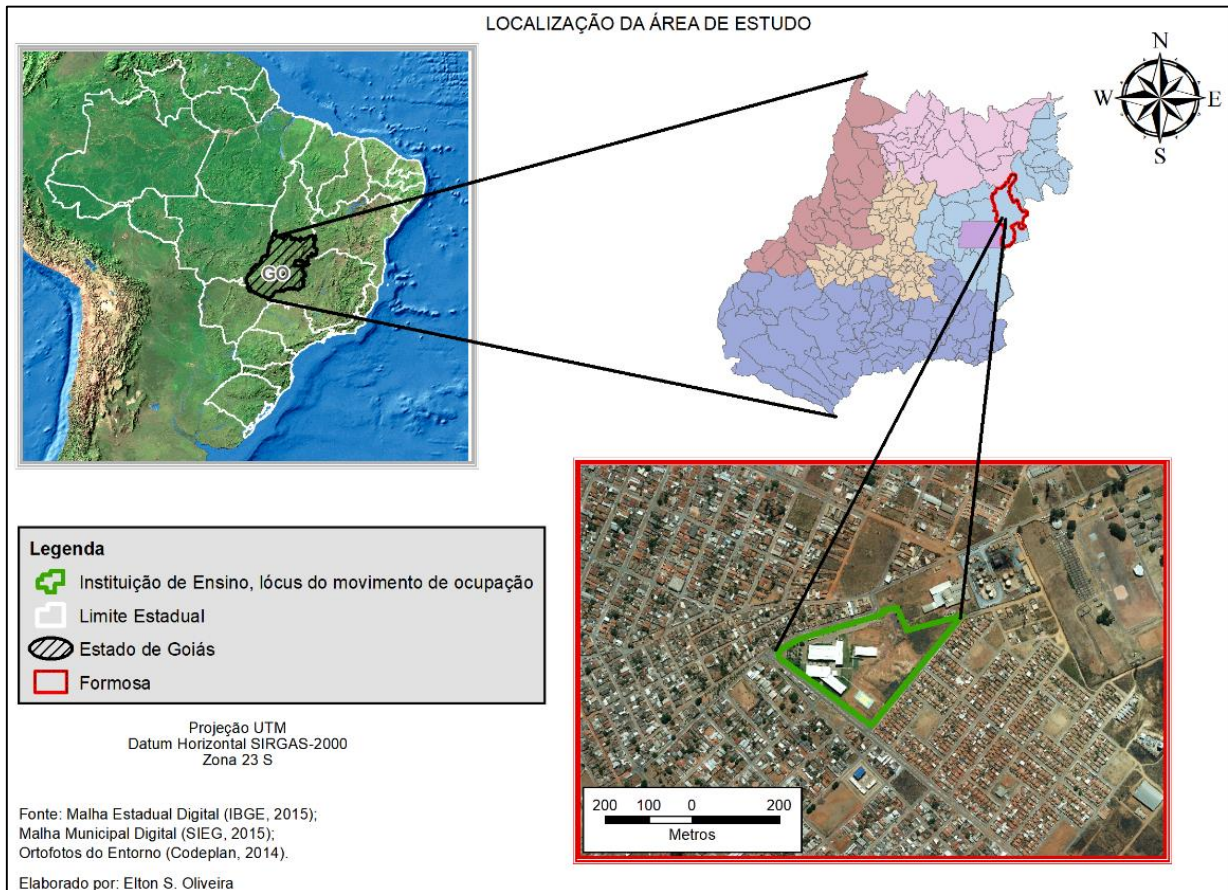 LOCALIZAÇÃO DA ÁREA DE ESTUDO
N
W
E
S
GO
Legenda
Instituição de Ensino, lócus do movimento de ocupação
Limite Estadual
Estado de Goiás
Formosa
Projeção UTM
Datum Horizontal SIRGAS-2000
Zona 23 S
200 100 0 200
Metros
Fonte: Malha Estadual Digital (IBGE, 2015);
Malha Municipal Digital (SIEG, 2015);
Ortofotos do Entorno (Codeplan, 2014).
Elaborado por: Elton S. Oliveira